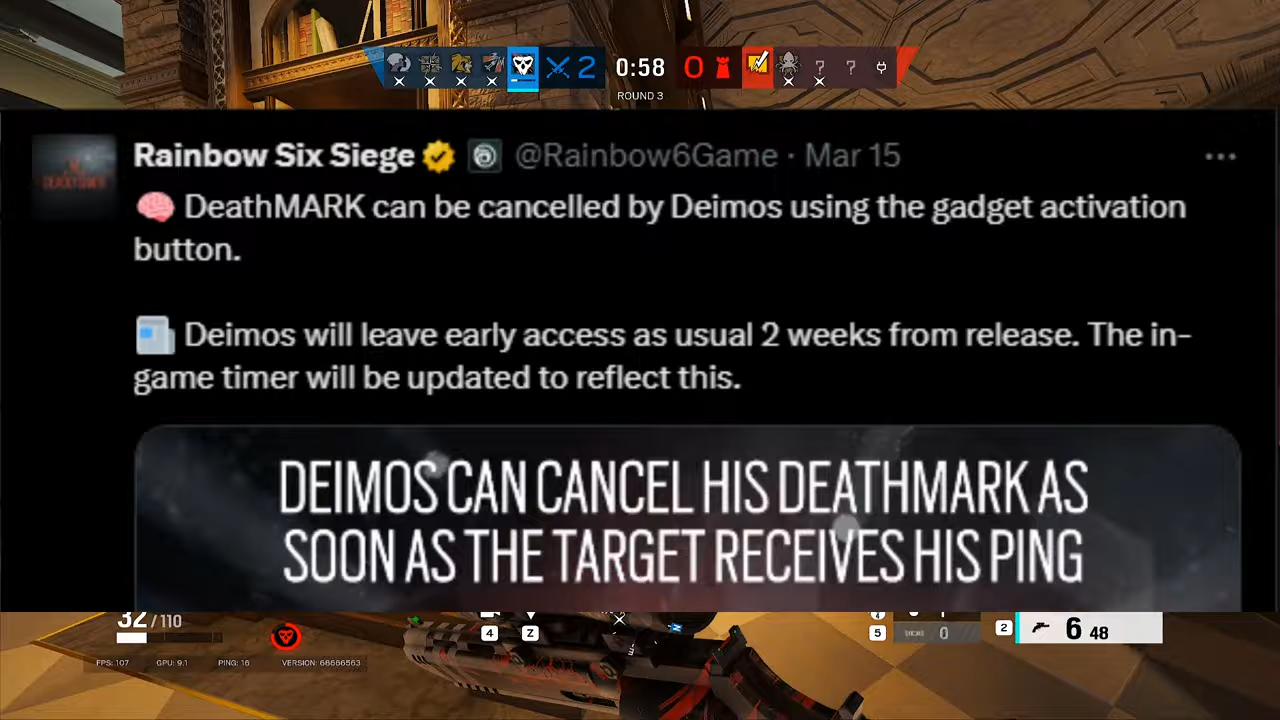 2 0:58 0 ? ? ?
ROUND 3
Rainbow Six Siege @Rainbow6Game · Mar 15
🧠 DeathMARK can be cancelled by Deimos using the gadget activation
button.
Deimos will leave early access as usual 2 weeks from release. The in-
game timer will be updated to reflect this.
DEIMOS CAN CANCEL HIS DEATHMARK AS
SOON AS THE TARGET RECEIVES HIS PING
32 /110
4 Z 5 0 2 6 48
FPS: 107 GPU: 9.1 PING: 16 VERSION: 68666563